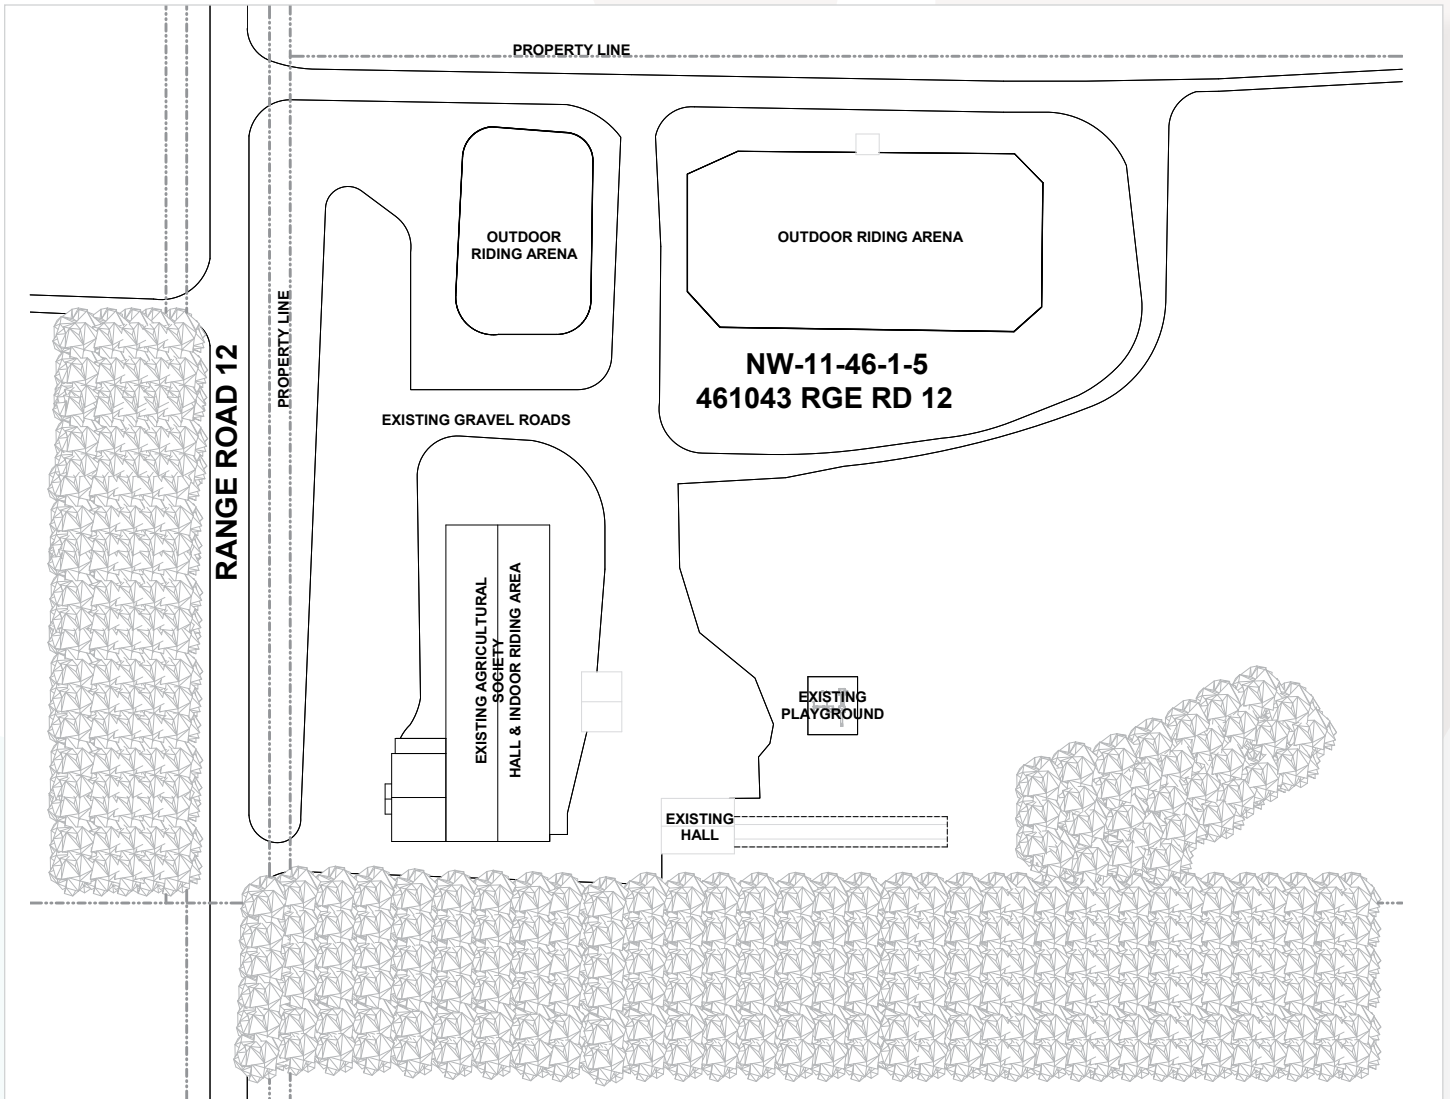 PROPERTY LINE
OUTDOOR
RIDING ARENA
OUTDOOR RIDING ARENA
PROPERTY LINE
RANGE ROAD 12
NW-11-46-1-5
461043 RGE RD 12
EXISTING GRAVEL ROADS
EXISTING AGRICULTURAL
SOCIETY
HALL & INDOOR RIDING AREA
EXISTING
PLAYGROUND
EXISTING
HALL